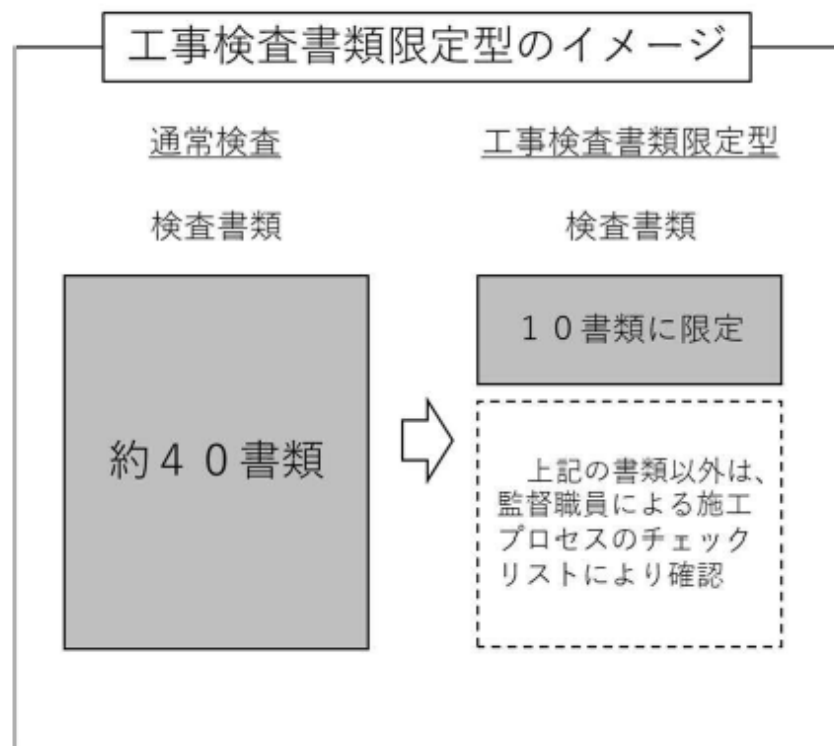 工事検査書類限定型のイメージ
通常検査
工事検査書類限定型
検査書類
検査書類
約４０書類
１０書類に限定
上記の書類以外は、
監督職員による施工
プロセスのチェック
リストにより確認